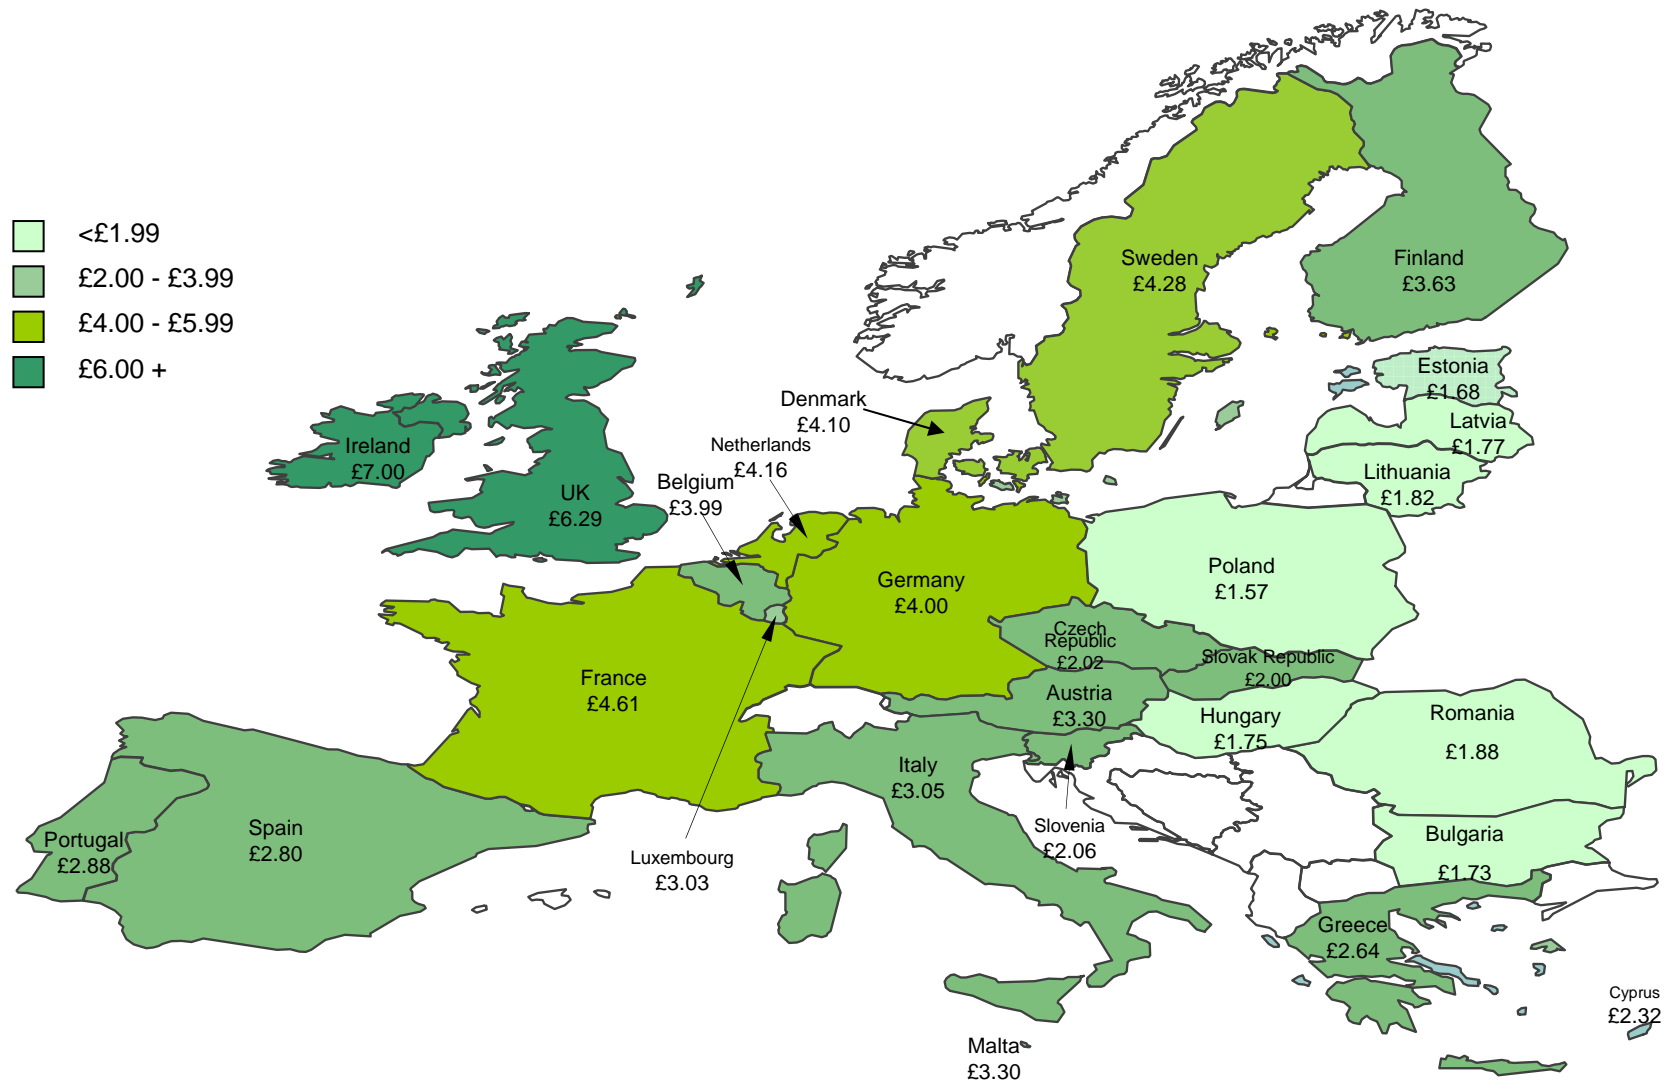 <£1.99
£2.00 - £3.99
£4.00 - £5.99
£6.00 +
Sweden
£4.28
Finland
£3.63
Estonia
£1.68
Latvia
£1.77
Lithuania
£1.82
Denmark
£4.10
Netherlands
£4.16
Belgium
£3.99
Ireland
£7.00
UK
£6.29
Germany
£4.00
Poland
£1.57
Czech
Republic
£2.02
Slovak Republic
£2.00
France
£4.61
Austria
£3.30
Hungary
£1.75
Romania
£1.88
Italy
£3.05
Slovenia
£2.06
Bulgaria
£1.73
Portugal
£2.88
Spain
£2.80
Luxembourg
£3.03
Greece
£2.64
Cyprus
£2.32
Malta
£3.30